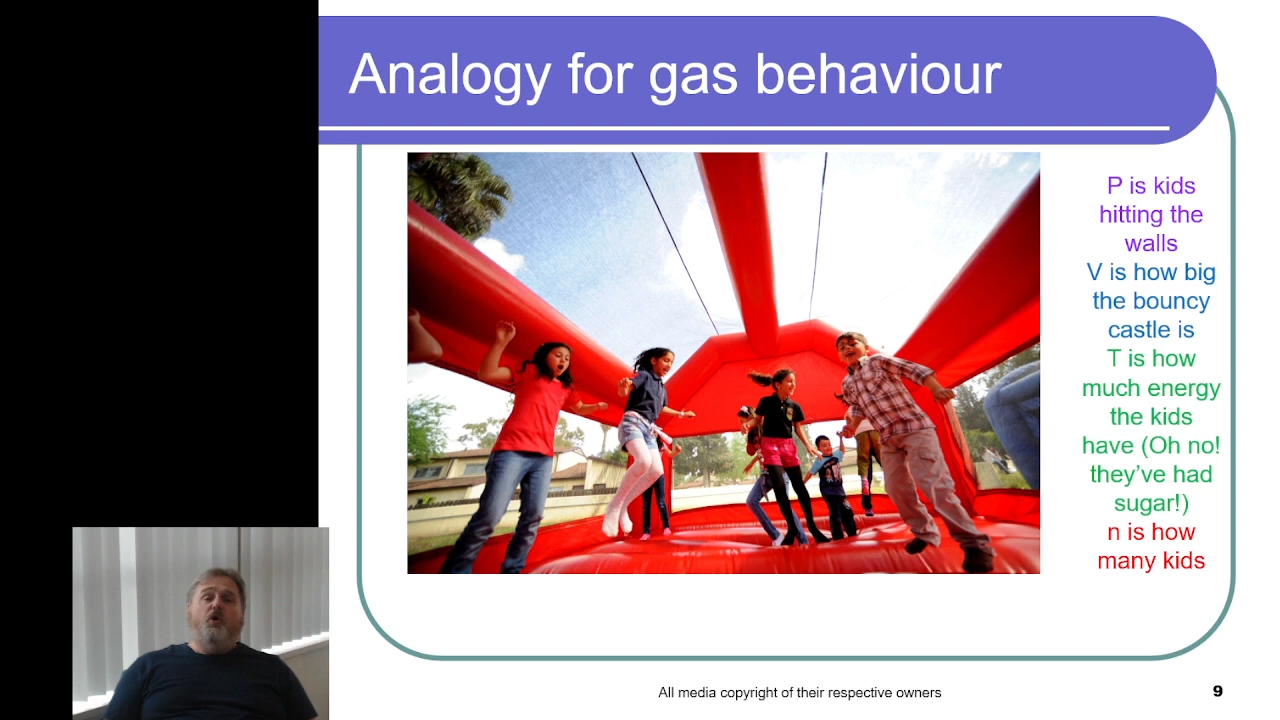 Analogy for gas behaviour
P is kids
hitting the
walls
V is how big
the bouncy
castle is
T is how
much energy
the kids
have (Oh no!
they’ve had
sugar!)
n is how
many kids
All media copyright of their respective owners
9